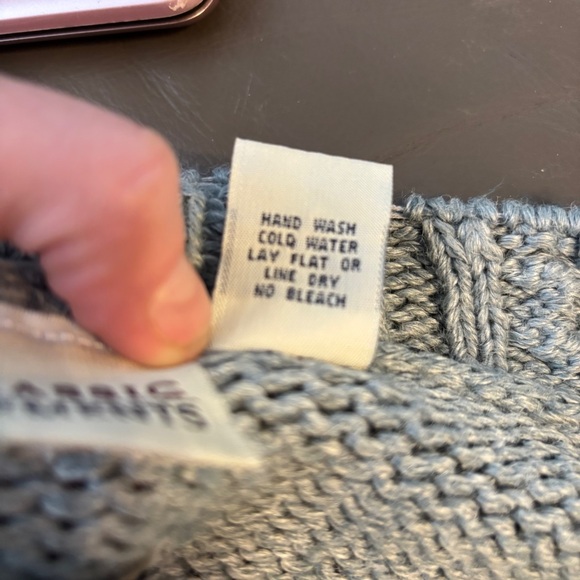 HAND WASH
COLD WATER
LAY FLAT OR
LINE DRY
NO BLEACH